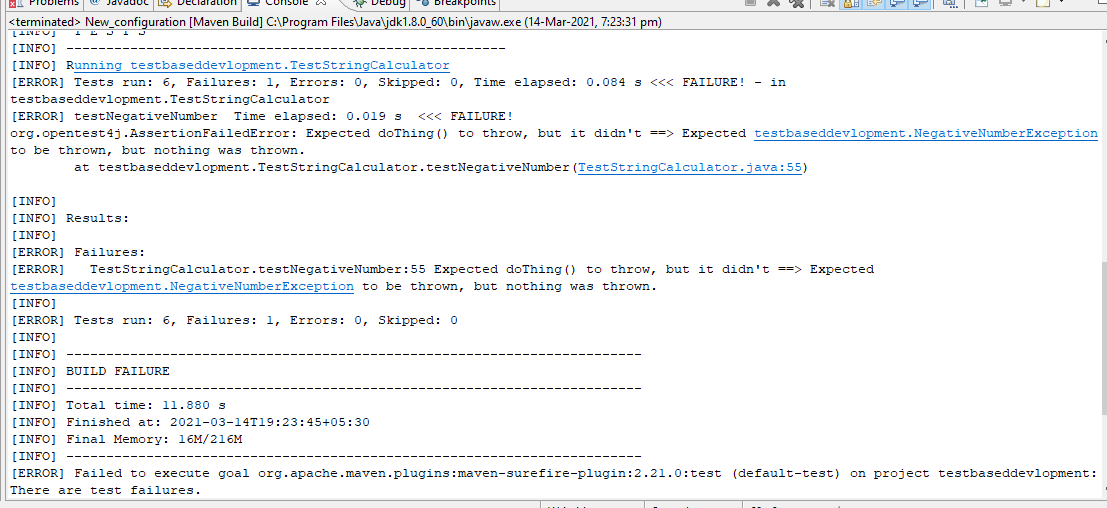 Problems Javadoc Declaration Console Debug Breakpoints
<terminated> New_configuration [Maven Build] C:\Program Files\Java\jdk1.8.0_60\bin\javaw.exe (14-Mar-2021, 7:23:31 pm)
[INFO]  T E S T S
[INFO] -------------------------------------------------------
[INFO] Running testbaseddevlopment.TestStringCalculator
[ERROR] Tests run: 6, Failures: 1, Errors: 0, Skipped: 0, Time elapsed: 0.084 s <<< FAILURE! - in
testbaseddevlopment.TestStringCalculator
[ERROR] testNegativeNumber  Time elapsed: 0.019 s  <<< FAILURE!
org.opentest4j.AssertionFailedError: Expected doThing() to throw, but it didn't ==> Expected testbaseddevlopment.NegativeNumberException
to be thrown, but nothing was thrown.
at testbaseddevlopment.TestStringCalculator.testNegativeNumber(TestStringCalculator.java:55)
[INFO]
[INFO] Results:
[INFO]
[ERROR] Failures:
[ERROR]   TestStringCalculator.testNegativeNumber:55 Expected doThing() to throw, but it didn't ==> Expected
testbaseddevlopment.NegativeNumberException to be thrown, but nothing was thrown.
[INFO]
[ERROR] Tests run: 6, Failures: 1, Errors: 0, Skipped: 0
[INFO]
[INFO] ------------------------------------------------------------------------
[INFO] BUILD FAILURE
[INFO] ------------------------------------------------------------------------
[INFO] Total time: 11.880 s
[INFO] Finished at: 2021-03-14T19:23:45+05:30
[INFO] Final Memory: 16M/216M
[INFO] ------------------------------------------------------------------------
[ERROR] Failed to execute goal org.apache.maven.plugins:maven-surefire-plugin:2.21.0:test (default-test) on project testbaseddevlopment:
There are test failures.